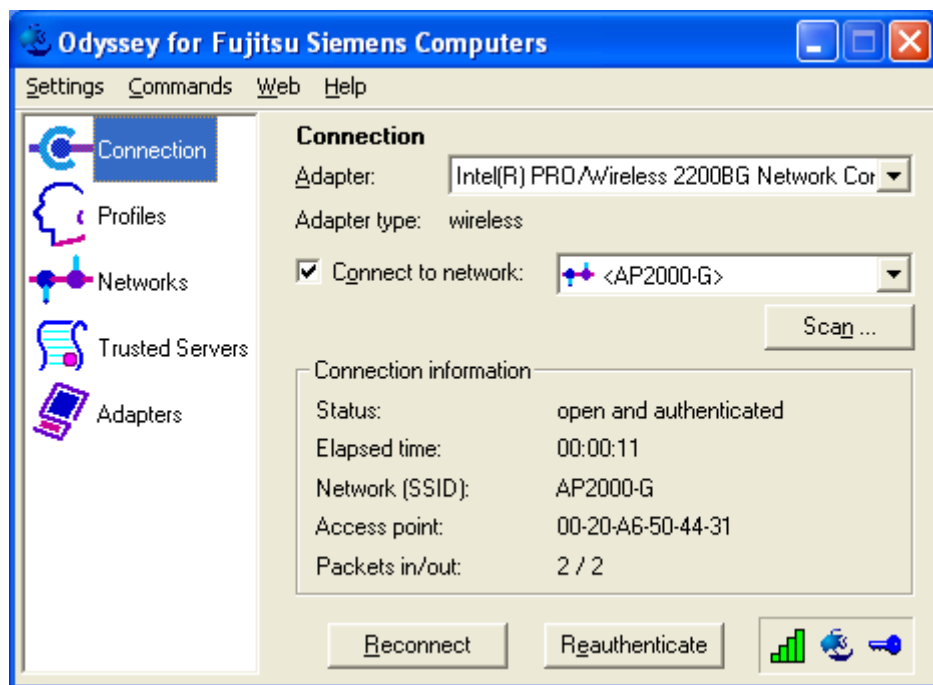 Odyssey for Fujitsu Siemens Computers
Settings Commands Web Help
Connection
Profiles
Networks
Trusted Servers
Adapters
Connection
Adapter: Intel(R) PRO/Wireless 2200BG Network Cor
Adapter type: wireless
Connect to network: <AP2000-G>
Scan ...
Connection information
Status: open and authenticated
Elapsed time: 00:00:11
Network (SSID): AP2000-G
Access point: 00-20-A6-50-44-31
Packets in/out: 2 / 2
Reconnect Reauthenticate